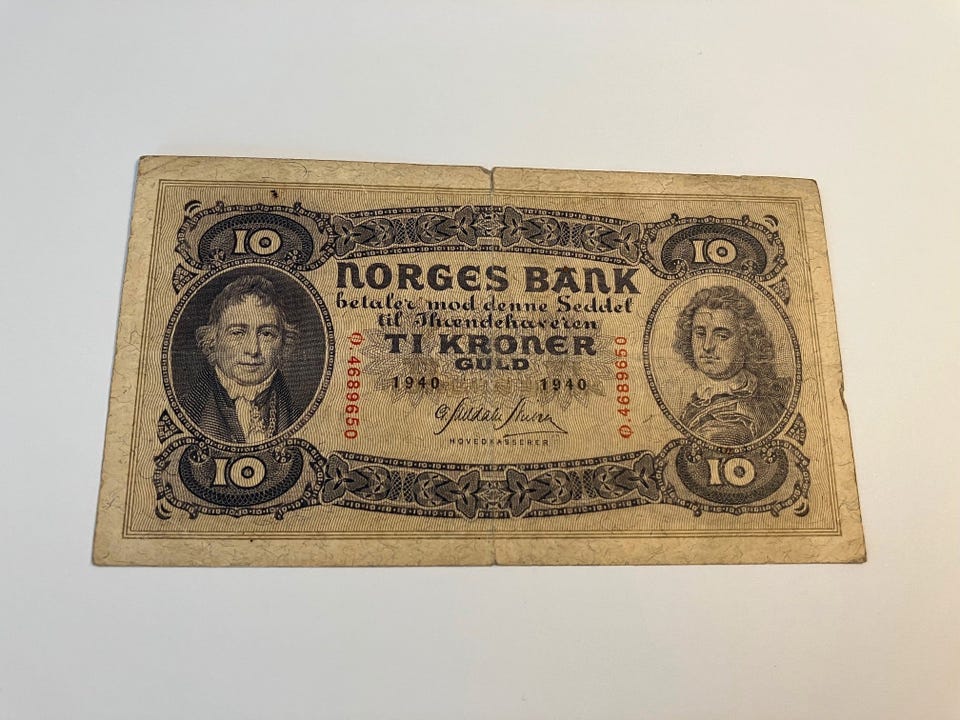 10 10
NORGES BANK
betaler mod denne Seddel
til Ihændehaveren
TI KRONER
GULD
1940 1940
Ø.4689650 Ø.4689650
HOVEDKASSERER
10 10